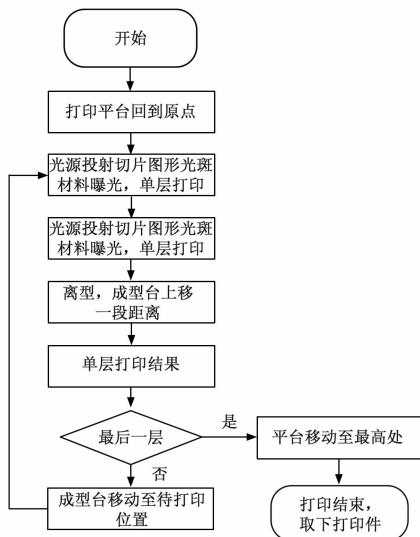 开始
打印平台回到原点
光源投射切片图形光斑
材料曝光，单层打印
光源投射切片图形光斑
材料曝光，单层打印
离型，成型台上移
一段距离
单层打印结果
最后一层
是
平台移动至最高处
否
成型台移动至待打印
位置
打印结束，
取下打印件